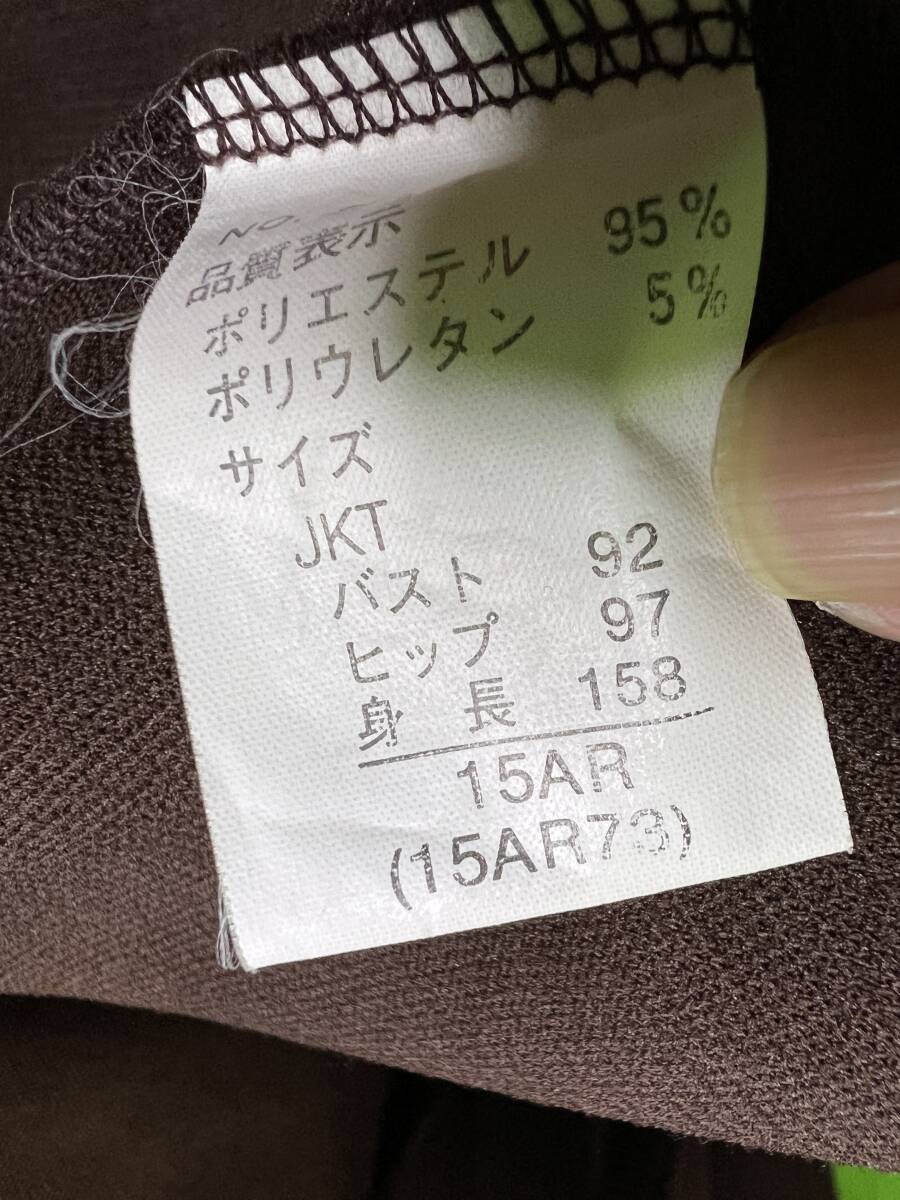 NO.
品質表示
ポリエステル 95%
ポリウレタン 5%
サイズ
JKT
バスト 92
ヒップ 97
身 長 158
15AR
(15AR73)